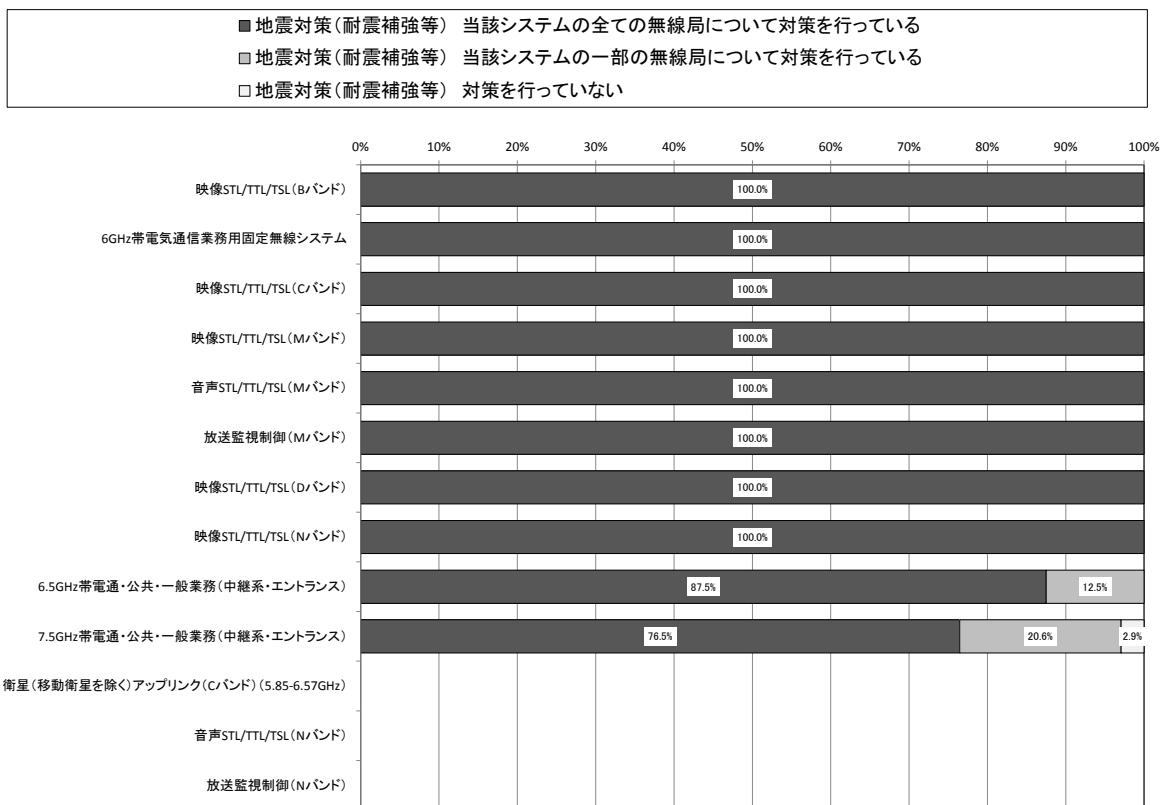 ■地震対策(耐震補強等) 当該システムの全ての無線局について対策を行っている
■地震対策(耐震補強等) 当該システムの一部の無線局について対策を行っている
□地震対策(耐震補強等) 対策を行っていない
0% 10% 20% 30% 40% 50% 60% 70% 80% 90% 100%
映像STL/TTL/TSL(Bバンド) 100.0%
6GHz帯電気通信業務用固定無線システム 100.0%
映像STL/TTL/TSL(Cバンド) 100.0%
映像STL/TTL/TSL(Mバンド) 100.0%
音声STL/TTL/TSL(Mバンド) 100.0%
放送監視制御(Mバンド) 100.0%
映像STL/TTL/TSL(Dバンド) 100.0%
映像STL/TTL/TSL(Nバンド) 100.0%
6.5GHz帯電通・公共・一般業務(中継系・エントランス) 87.5% 12.5%
7.5GHz帯電通・公共・一般業務(中継系・エントランス) 76.5% 20.6% 2.9%
衛星(移動衛星を除く)アップリンク(Cバンド)(5.85-6.57GHz)
音声STL/TTL/TSL(Nバンド)
放送監視制御(Nバンド)